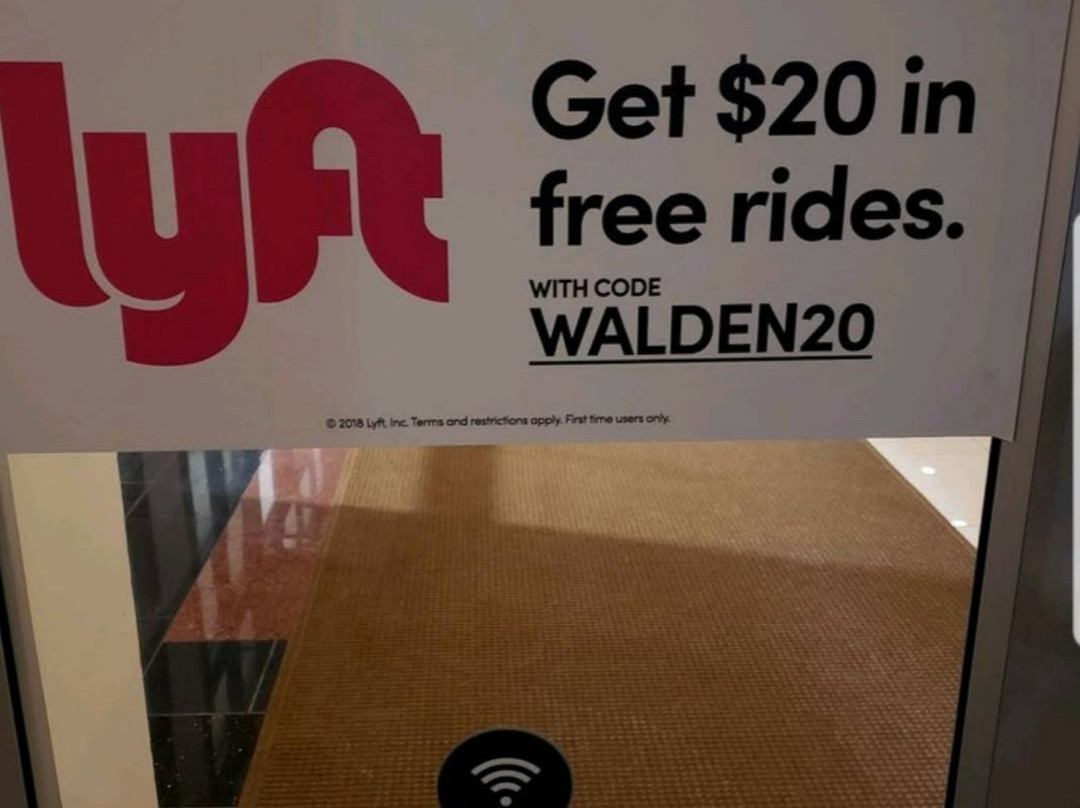 lyft
Get $20 in
free rides.
WITH CODE
WALDEN20
© 2018 Lyft, Inc. Terms and restrictions apply. First time users only.